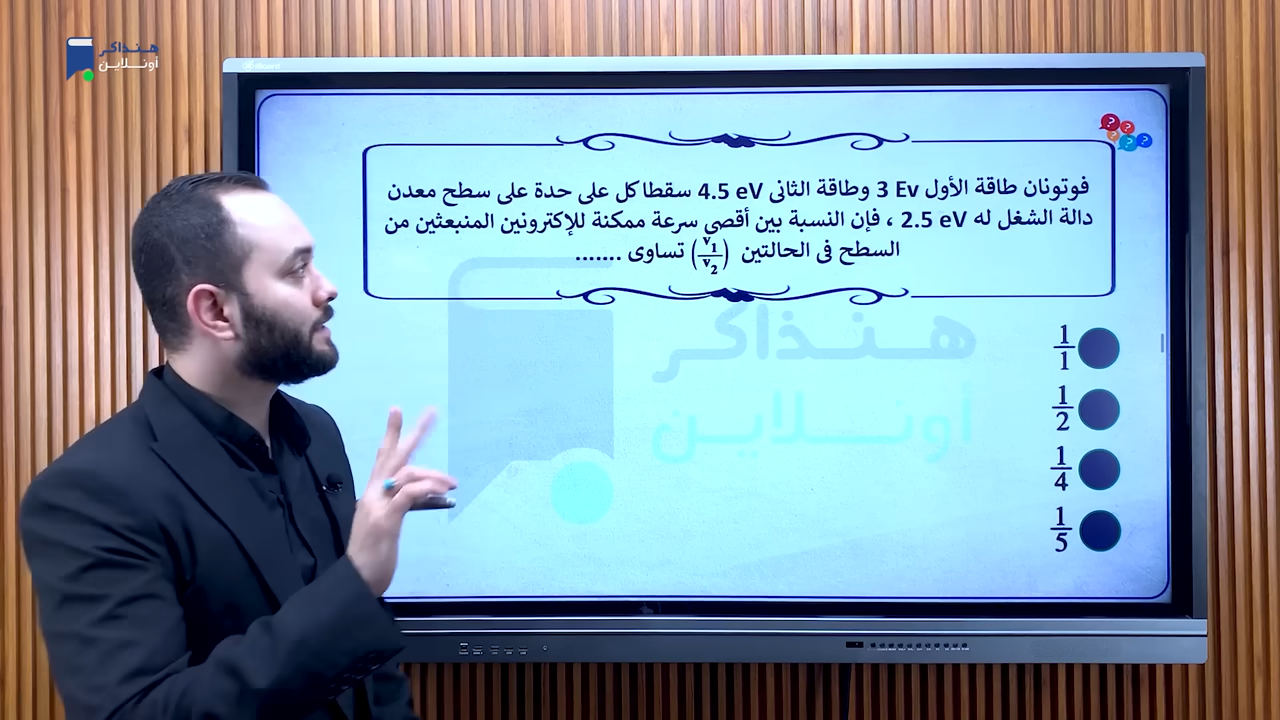 هنذاكر
أونلاين
فوتونان طاقة الأول 3 Ev وطاقة الثانى 4.5 eV سقطا كل على حدة على سطح معدن
دالة الشغل له 2.5 eV ، فإن النسبة بين أقصى سرعة ممكنة للإكترونين المنبعثين من
السطح فى الحالتين (v1/v2) تساوى .......
هنذاكر
أونلاين
1/1
1/2
1/4
1/5